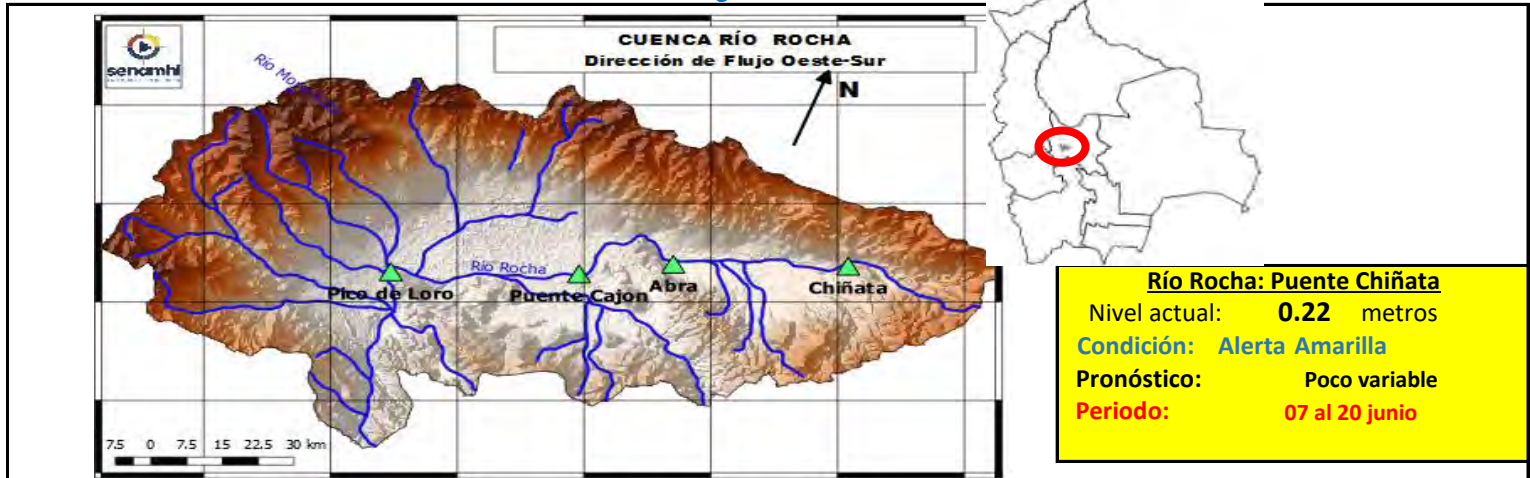 senamhi
CUENCA RÍO ROCHA
Dirección de Flujo Oeste-Sur
N
Río Rocha
Pico de Loro
Puente Cajon
Abra
Chiñata
7.5 0 7.5 15 22.5 30 km
Río Rocha: Puente Chiñata
Nivel actual: 0.22 metros
Condición: Alerta Amarilla
Pronóstico: Poco variable
Periodo: 07 al 20 junio